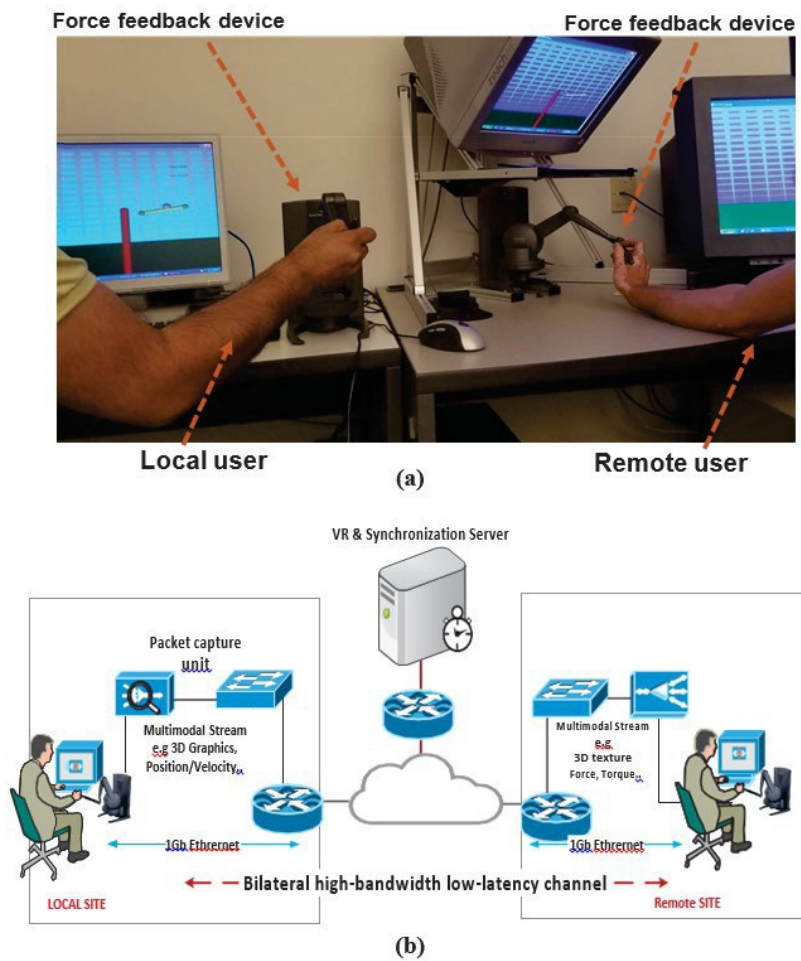 Force feedback device
Force feedback device
Local user
Remote user
(a)
VR & Synchronization Server
Packet capture
unit
Multimodal Stream
e.g 3D Graphics,
Position/Velocity,,
1Gb Ethrernet
LOCAL SITE
Multimodal Stream
e.g.
3D texture
Force, Torque,,
1Gb Ethrernet
Remote SITE
Bilateral high-bandwidth low-latency channel
(b)